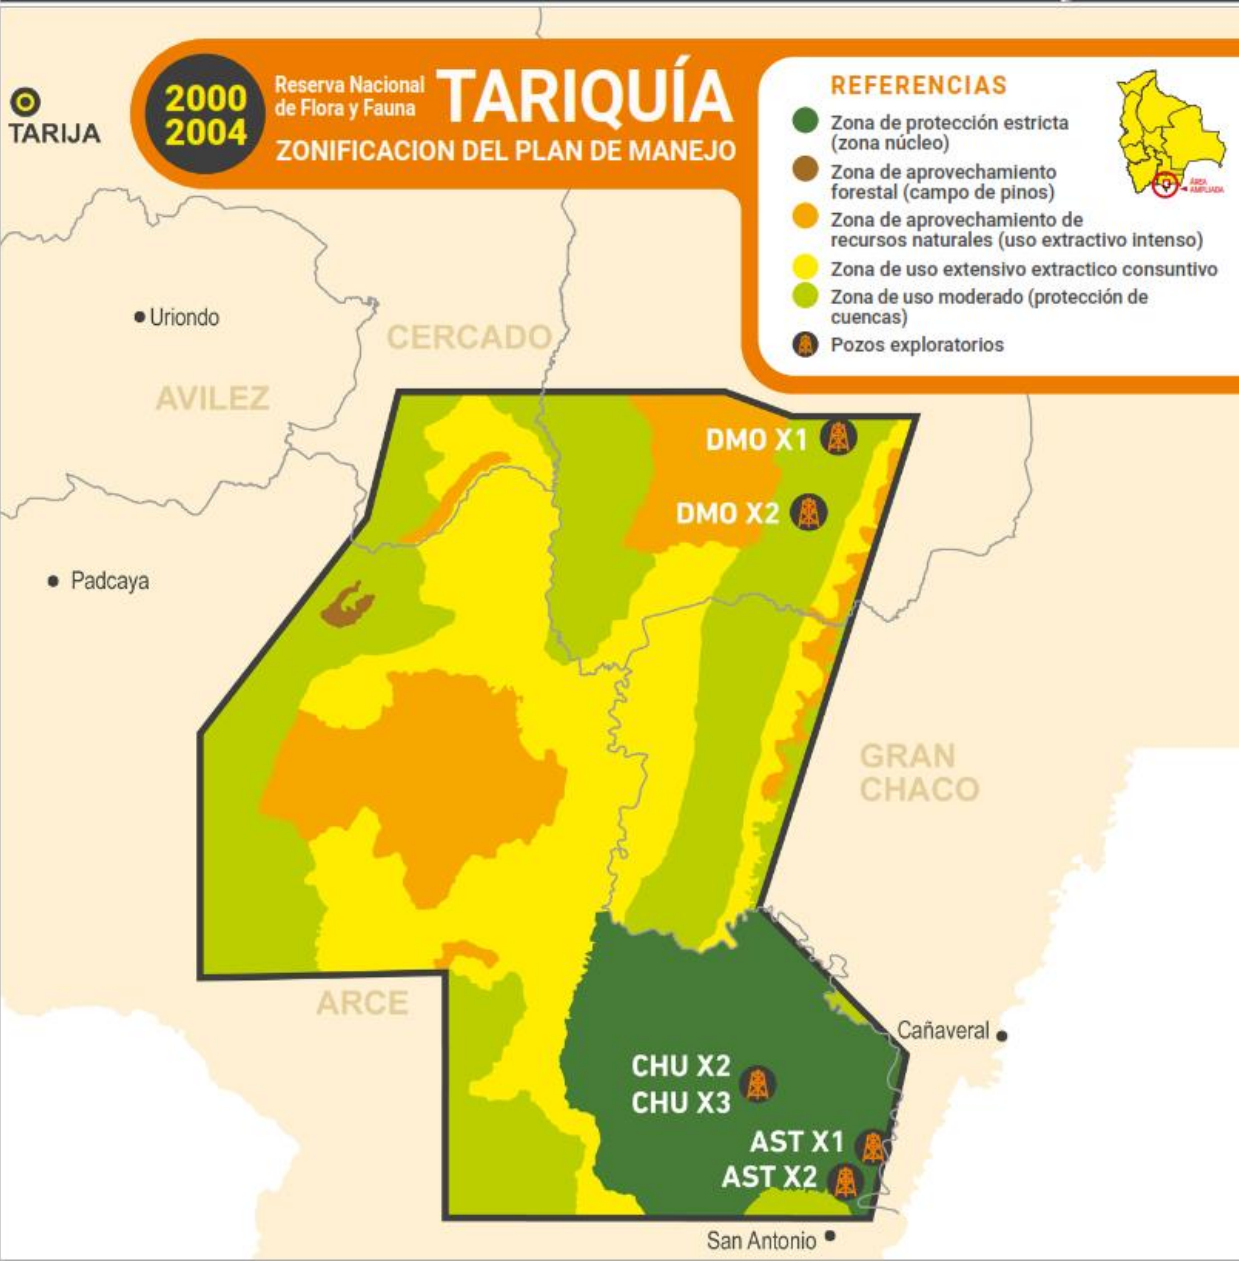 TARIJA
2000
2004
Reserva Nacional
de Flora y Fauna
TARIQUÍA
ZONIFICACION DEL PLAN DE MANEJO
REFERENCIAS
Zona de protección estricta
(zona núcleo)
Zona de aprovechamiento
forestal (campo de pinos)
Zona de aprovechamiento de
recursos naturales (uso extractivo intenso)
Zona de uso extensivo extractico consuntivo
Zona de uso moderado (protección de
cuencas)
Pozos exploratorios
ÁREA
AMPLIADA
Uriondo
CERCADO
AVILEZ
DMO X1
DMO X2
Padcaya
GRAN
CHACO
ARCE
Cañaveral
CHU X2
CHU X3
AST X1
AST X2
San Antonio